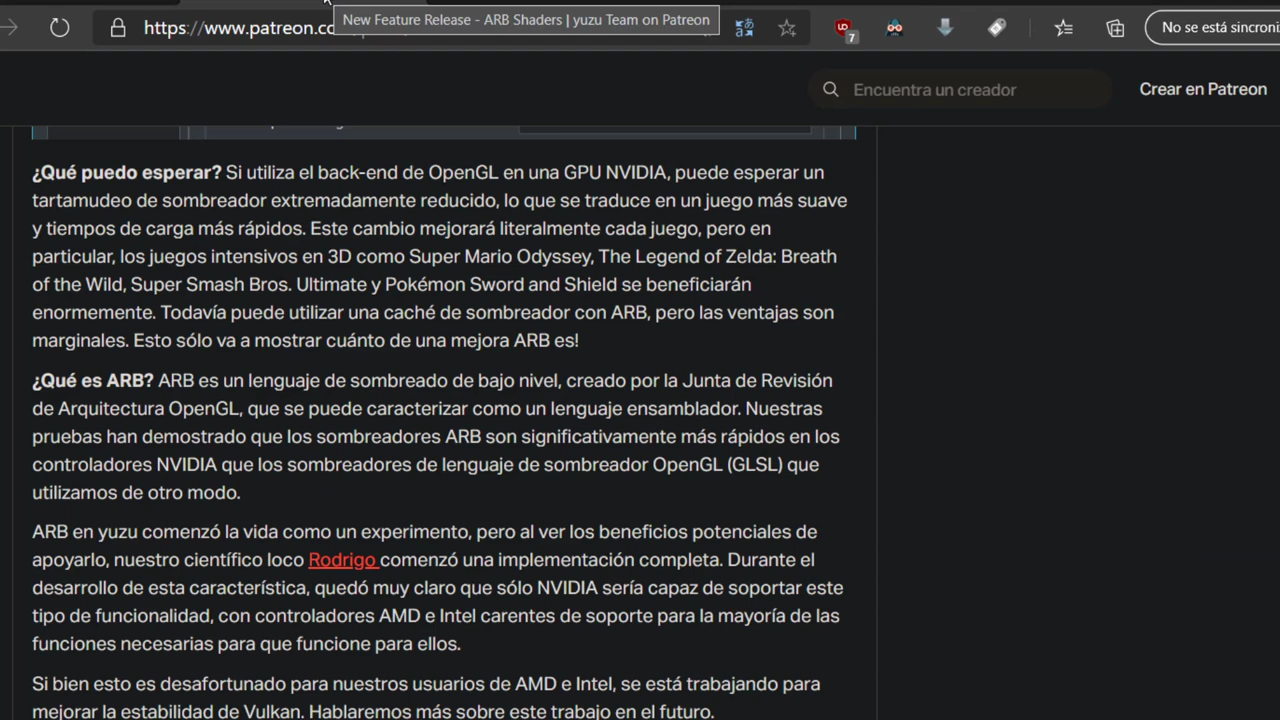 https://www.patreon.co
New Feature Release - ARB Shaders | yuzu Team on Patreon
7
No se está sincroni
Encuentra un creador
Crear en Patreon
¿Qué puedo esperar? Si utiliza el back-end de OpenGL en una GPU NVIDIA, puede esperar un
tartamudeo de sombreador extremadamente reducido, lo que se traduce en un juego más suave
y tiempos de carga más rápidos. Este cambio mejorará literalmente cada juego, pero en
particular, los juegos intensivos en 3D como Super Mario Odyssey, The Legend of Zelda: Breath
of the Wild, Super Smash Bros. Ultimate y Pokémon Sword and Shield se beneficiarán
enormemente. Todavía puede utilizar una caché de sombreador con ARB, pero las ventajas son
marginales. Esto sólo va a mostrar cuánto de una mejora ARB es!
¿Qué es ARB? ARB es un lenguaje de sombreado de bajo nivel, creado por la Junta de Revisión
de Arquitectura OpenGL, que se puede caracterizar como un lenguaje ensamblador. Nuestras
pruebas han demostrado que los sombreadores ARB son significativamente más rápidos en los
controladores NVIDIA que los sombreadores de lenguaje de sombreador OpenGL (GLSL) que
utilizamos de otro modo.
ARB en yuzu comenzó la vida como un experimento, pero al ver los beneficios potenciales de
apoyarlo, nuestro científico loco Rodrigo comenzó una implementación completa. Durante el
desarrollo de esta característica, quedó muy claro que sólo NVIDIA sería capaz de soportar este
tipo de funcionalidad, con controladores AMD e Intel carentes de soporte para la mayoría de las
funciones necesarias para que funcione para ellos.
Si bien esto es desafortunado para nuestros usuarios de AMD e Intel, se está trabajando para
mejorar la estabilidad de Vulkan. Hablaremos más sobre este trabajo en el futuro.